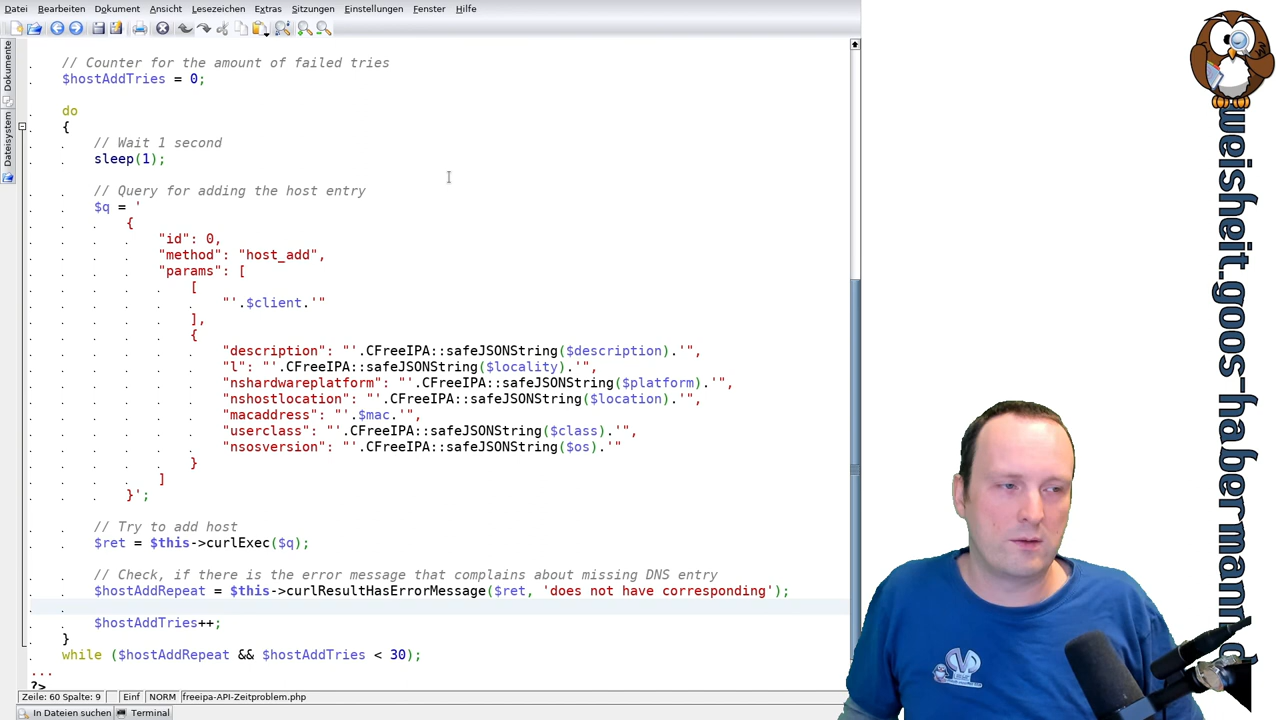 Datei Bearbeiten Dokument Ansicht Lesezeichen Extras Sitzungen Einstellungen Fenster Hilfe
Dokumente
Dateisystem
// Counter for the amount of failed tries
$hostAddTries = 0;
do
{
// Wait 1 second
sleep(1);
// Query for adding the host entry
$q = '
{
"id": 0,
"method": "host_add",
"params": [
[
"'.$client.'"
],
{
"description": "'.CFreeIPA::safeJSONString($description).'",
"l": "'.CFreeIPA::safeJSONString($locality).'",
"nshardwareplatform": "'.CFreeIPA::safeJSONString($platform).'",
"nshostlocation": "'.CFreeIPA::safeJSONString($location).'",
"macaddress": "'.$mac.'",
"userclass": "'.CFreeIPA::safeJSONString($class).'",
"nsosversion": "'.CFreeIPA::safeJSONString($os).'"
}
]
}';
// Try to add host
$ret = $this->curlExec($q);
// Check, if there is the error message that complains about missing DNS entry
$hostAddRepeat = $this->curlResultHasErrorMessage($ret, 'does not have corresponding');
$hostAddTries++;
}
while ($hostAddRepeat && $hostAddTries < 30);
...
?>
Zeile: 60 Spalte: 9 Einf NORM freeipa-API-Zeitproblem.php
In Dateien suchen Terminal
weisheit.goos-habermann.d